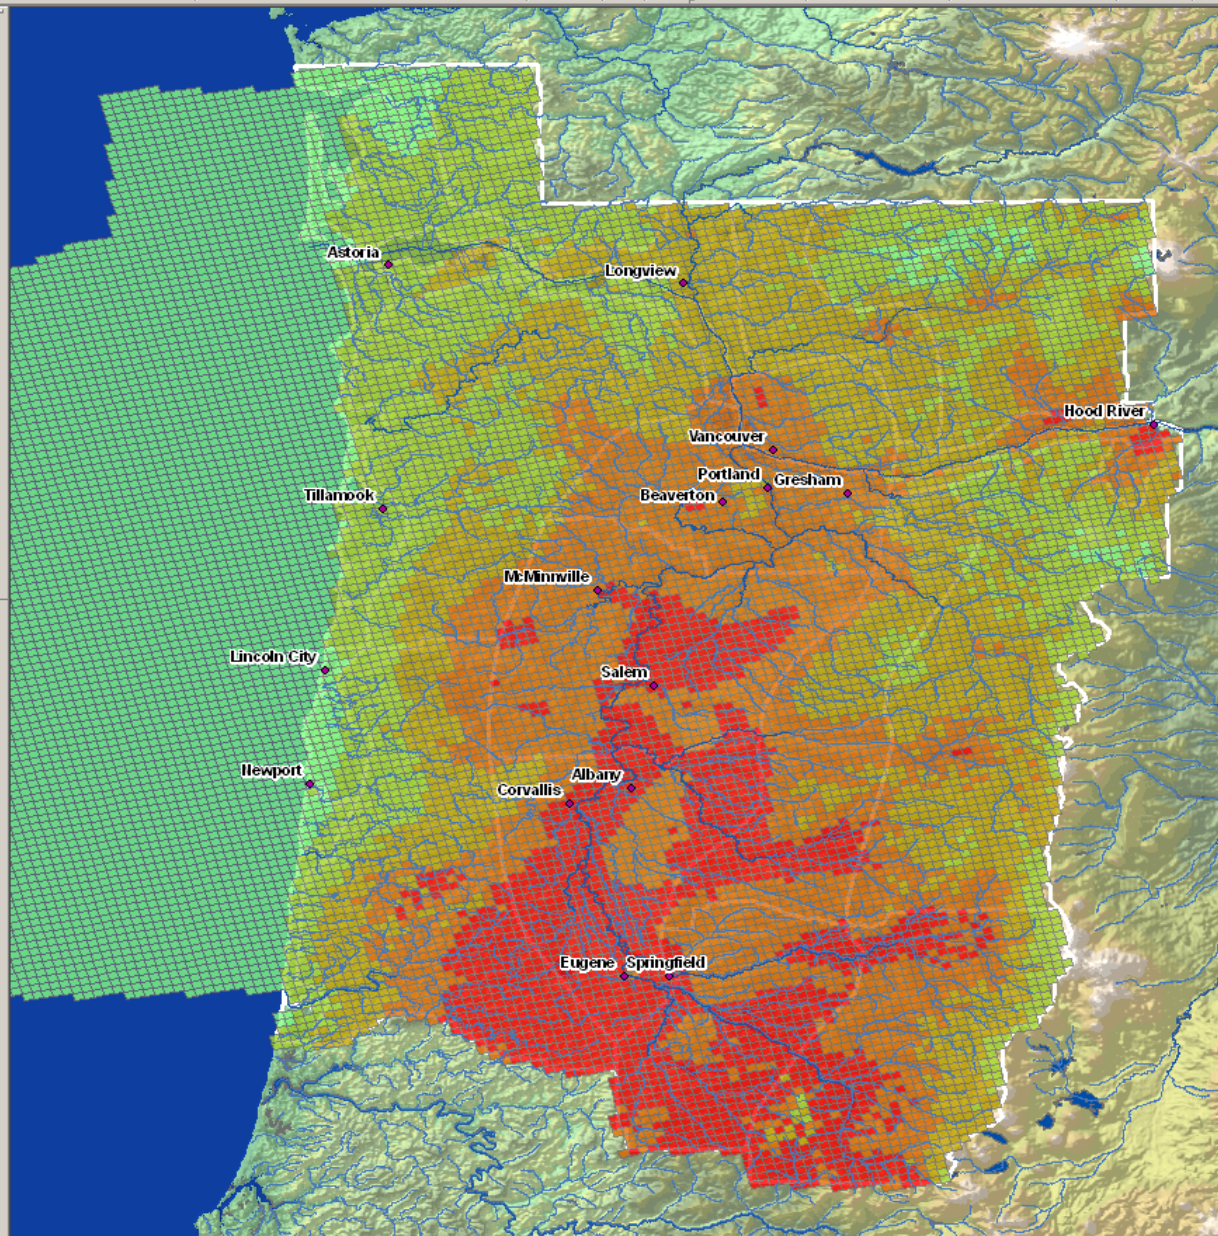 Astoria
Longview
Hood River
Vancouver
Portland
Gresham
Beaverton
Tillamook
McMinnville
Lincoln City
Salem
Newport
Albany
Corvallis
Eugene
Springfield